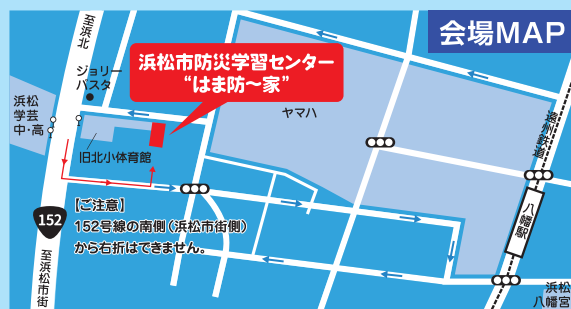 会場MAP
至浜北
ジョリー
パスタ
浜松市防災学習センター
“はま防〜家”
浜松
学芸
中・高
ヤマハ
旧北小体育館
遠州鉄道
八幡駅
152
【ご注意】
152号線の南側（浜松市街側）
から右折はできません。
至浜松市街
浜松
八幡宮